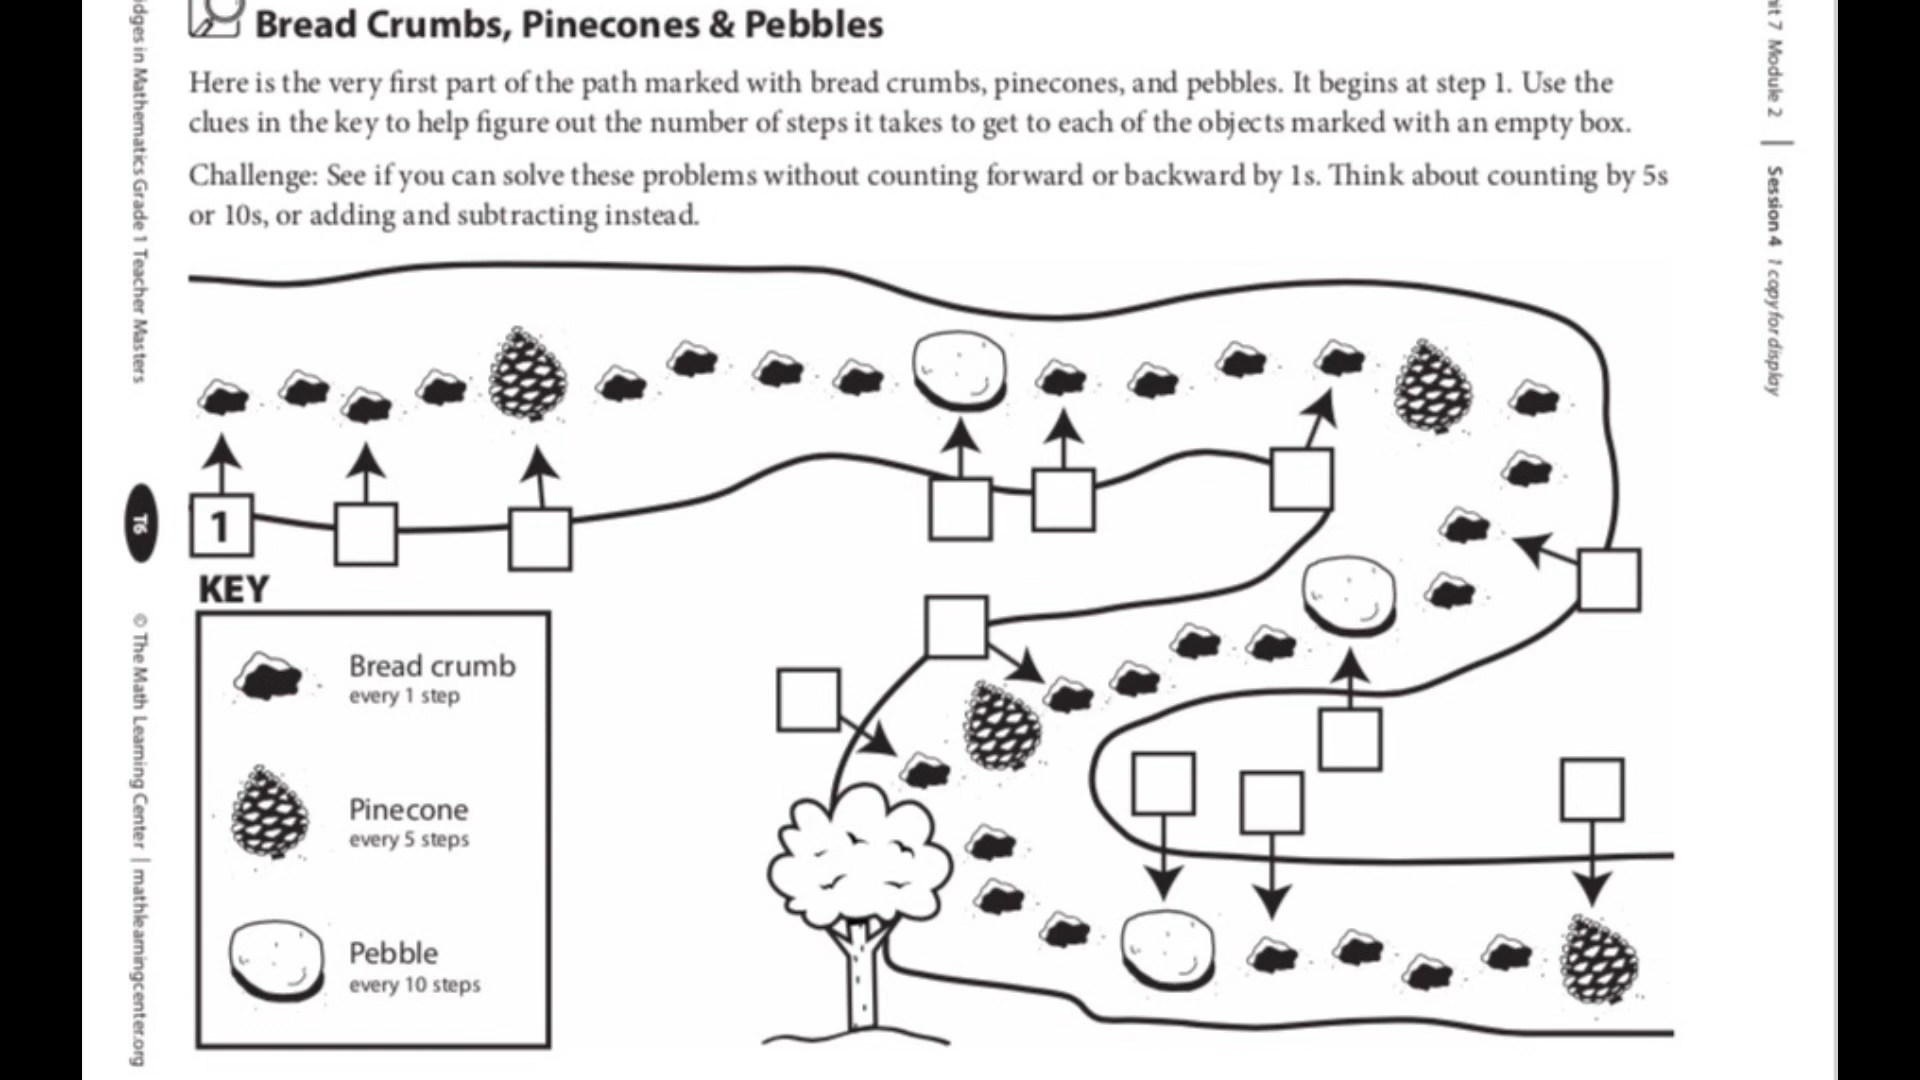 Bread Crumbs, Pinecones & Pebbles
Here is the very first part of the path marked with bread crumbs, pinecones, and pebbles. It begins at step 1. Use the
clues in the key to help figure out the number of steps it takes to get to each of the objects marked with an empty box.
Challenge: See if you can solve these problems without counting forward or backward by 1s. Think about counting by 5s
or 10s, or adding and subtracting instead.
1
KEY
Bread crumb
every 1 step
Pinecone
every 5 steps
Pebble
every 10 steps
in Mathematics Grade 1 Teacher Masters
T6
© The Math Learning Center | mathlearningcenter.org
7 Module 2 | Session 4 1 copy for display